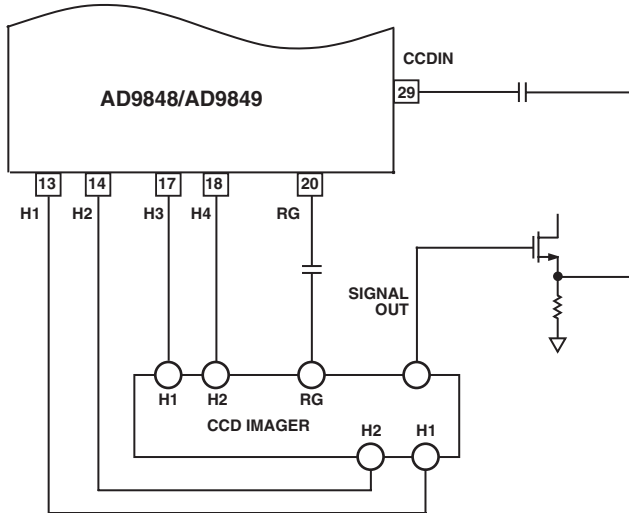 CCDIN
AD9848/AD9849
29
13
14
17
18
20
H1
H2
H3
H4
RG
SIGNAL
OUT
H1
H2
RG
CCD IMAGER
H2
H1